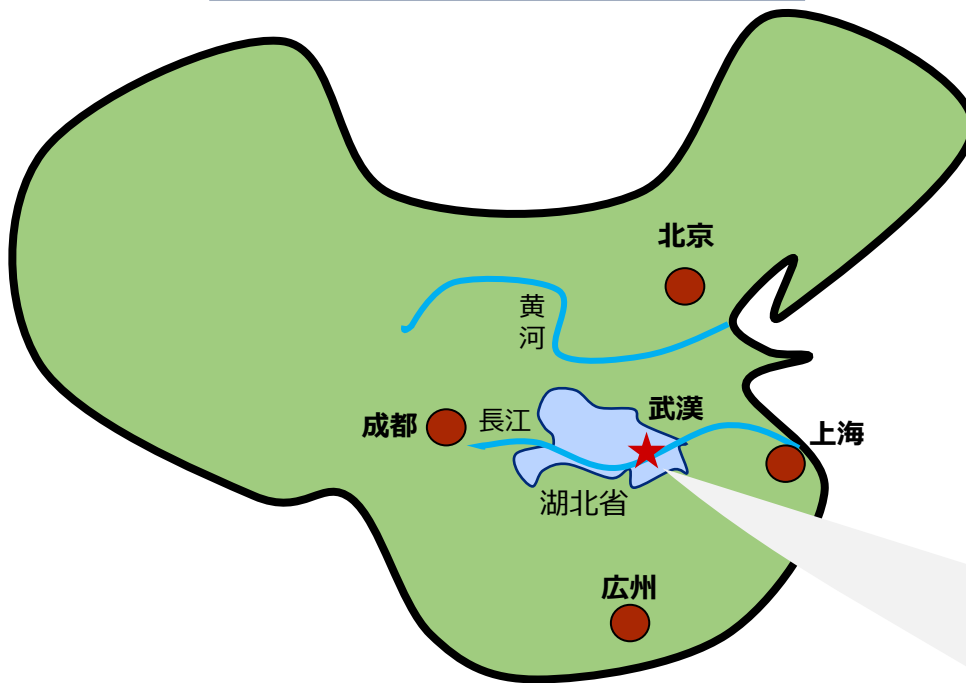 北京
黄
河
武漢
成都
長江
上海
湖北省
広州